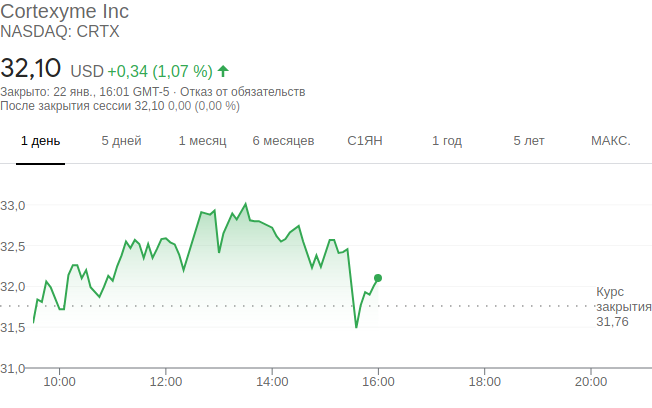 Cortexyme Inc
NASDAQ: CRTX
32,10 USD +0,34 (1,07 %)
Закрыто: 22 янв., 16:01 GMT-5 · Отказ от обязательств
После закрытия сессии 32,10 0,00 (0,00 %)
1 день 5 дней 1 месяц 6 месяцев С1ЯН 1 год 5 лет МАКС.
33,0
32,5
32,0
Курс
закрытия
31,76
31,5
31,0
10:00 12:00 14:00 16:00 18:00 20:00